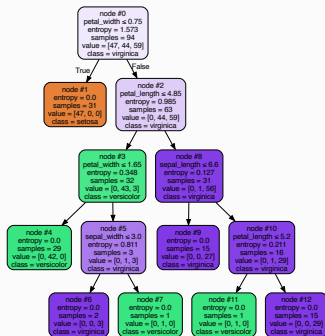 node #0
petal_width ≤ 0.75
entropy = 1.573
samples = 94
value = [47, 44, 59]
class = virginica
True
False
node #1
entropy = 0.0
samples = 31
value = [47, 0, 0]
class = setosa
node #2
petal_length ≤ 4.85
entropy = 0.985
samples = 63
value = [0, 44, 59]
class = virginica
node #3
petal_width ≤ 1.65
entropy = 0.348
samples = 32
value = [0, 43, 3]
class = versicolor
node #8
sepal_length ≤ 6.6
entropy = 0.127
samples = 31
value = [0, 1, 56]
class = virginica
node #4
entropy = 0.0
samples = 29
value = [0, 42, 0]
class = versicolor
node #5
sepal_width ≤ 3.0
entropy = 0.811
samples = 3
value = [0, 1, 3]
class = virginica
node #9
entropy = 0.0
samples = 15
value = [0, 0, 27]
class = virginica
node #10
petal_length ≤ 5.2
entropy = 0.211
samples = 16
value = [0, 1, 29]
class = virginica
node #6
entropy = 0.0
samples = 2
value = [0, 0, 3]
class = virginica
node #7
entropy = 0.0
samples = 1
value = [0, 1, 0]
class = versicolor
node #11
entropy = 0.0
samples = 1
value = [0, 1, 0]
class = versicolor
node #12
entropy = 0.0
samples = 15
value = [0, 0, 29]
class = virginica